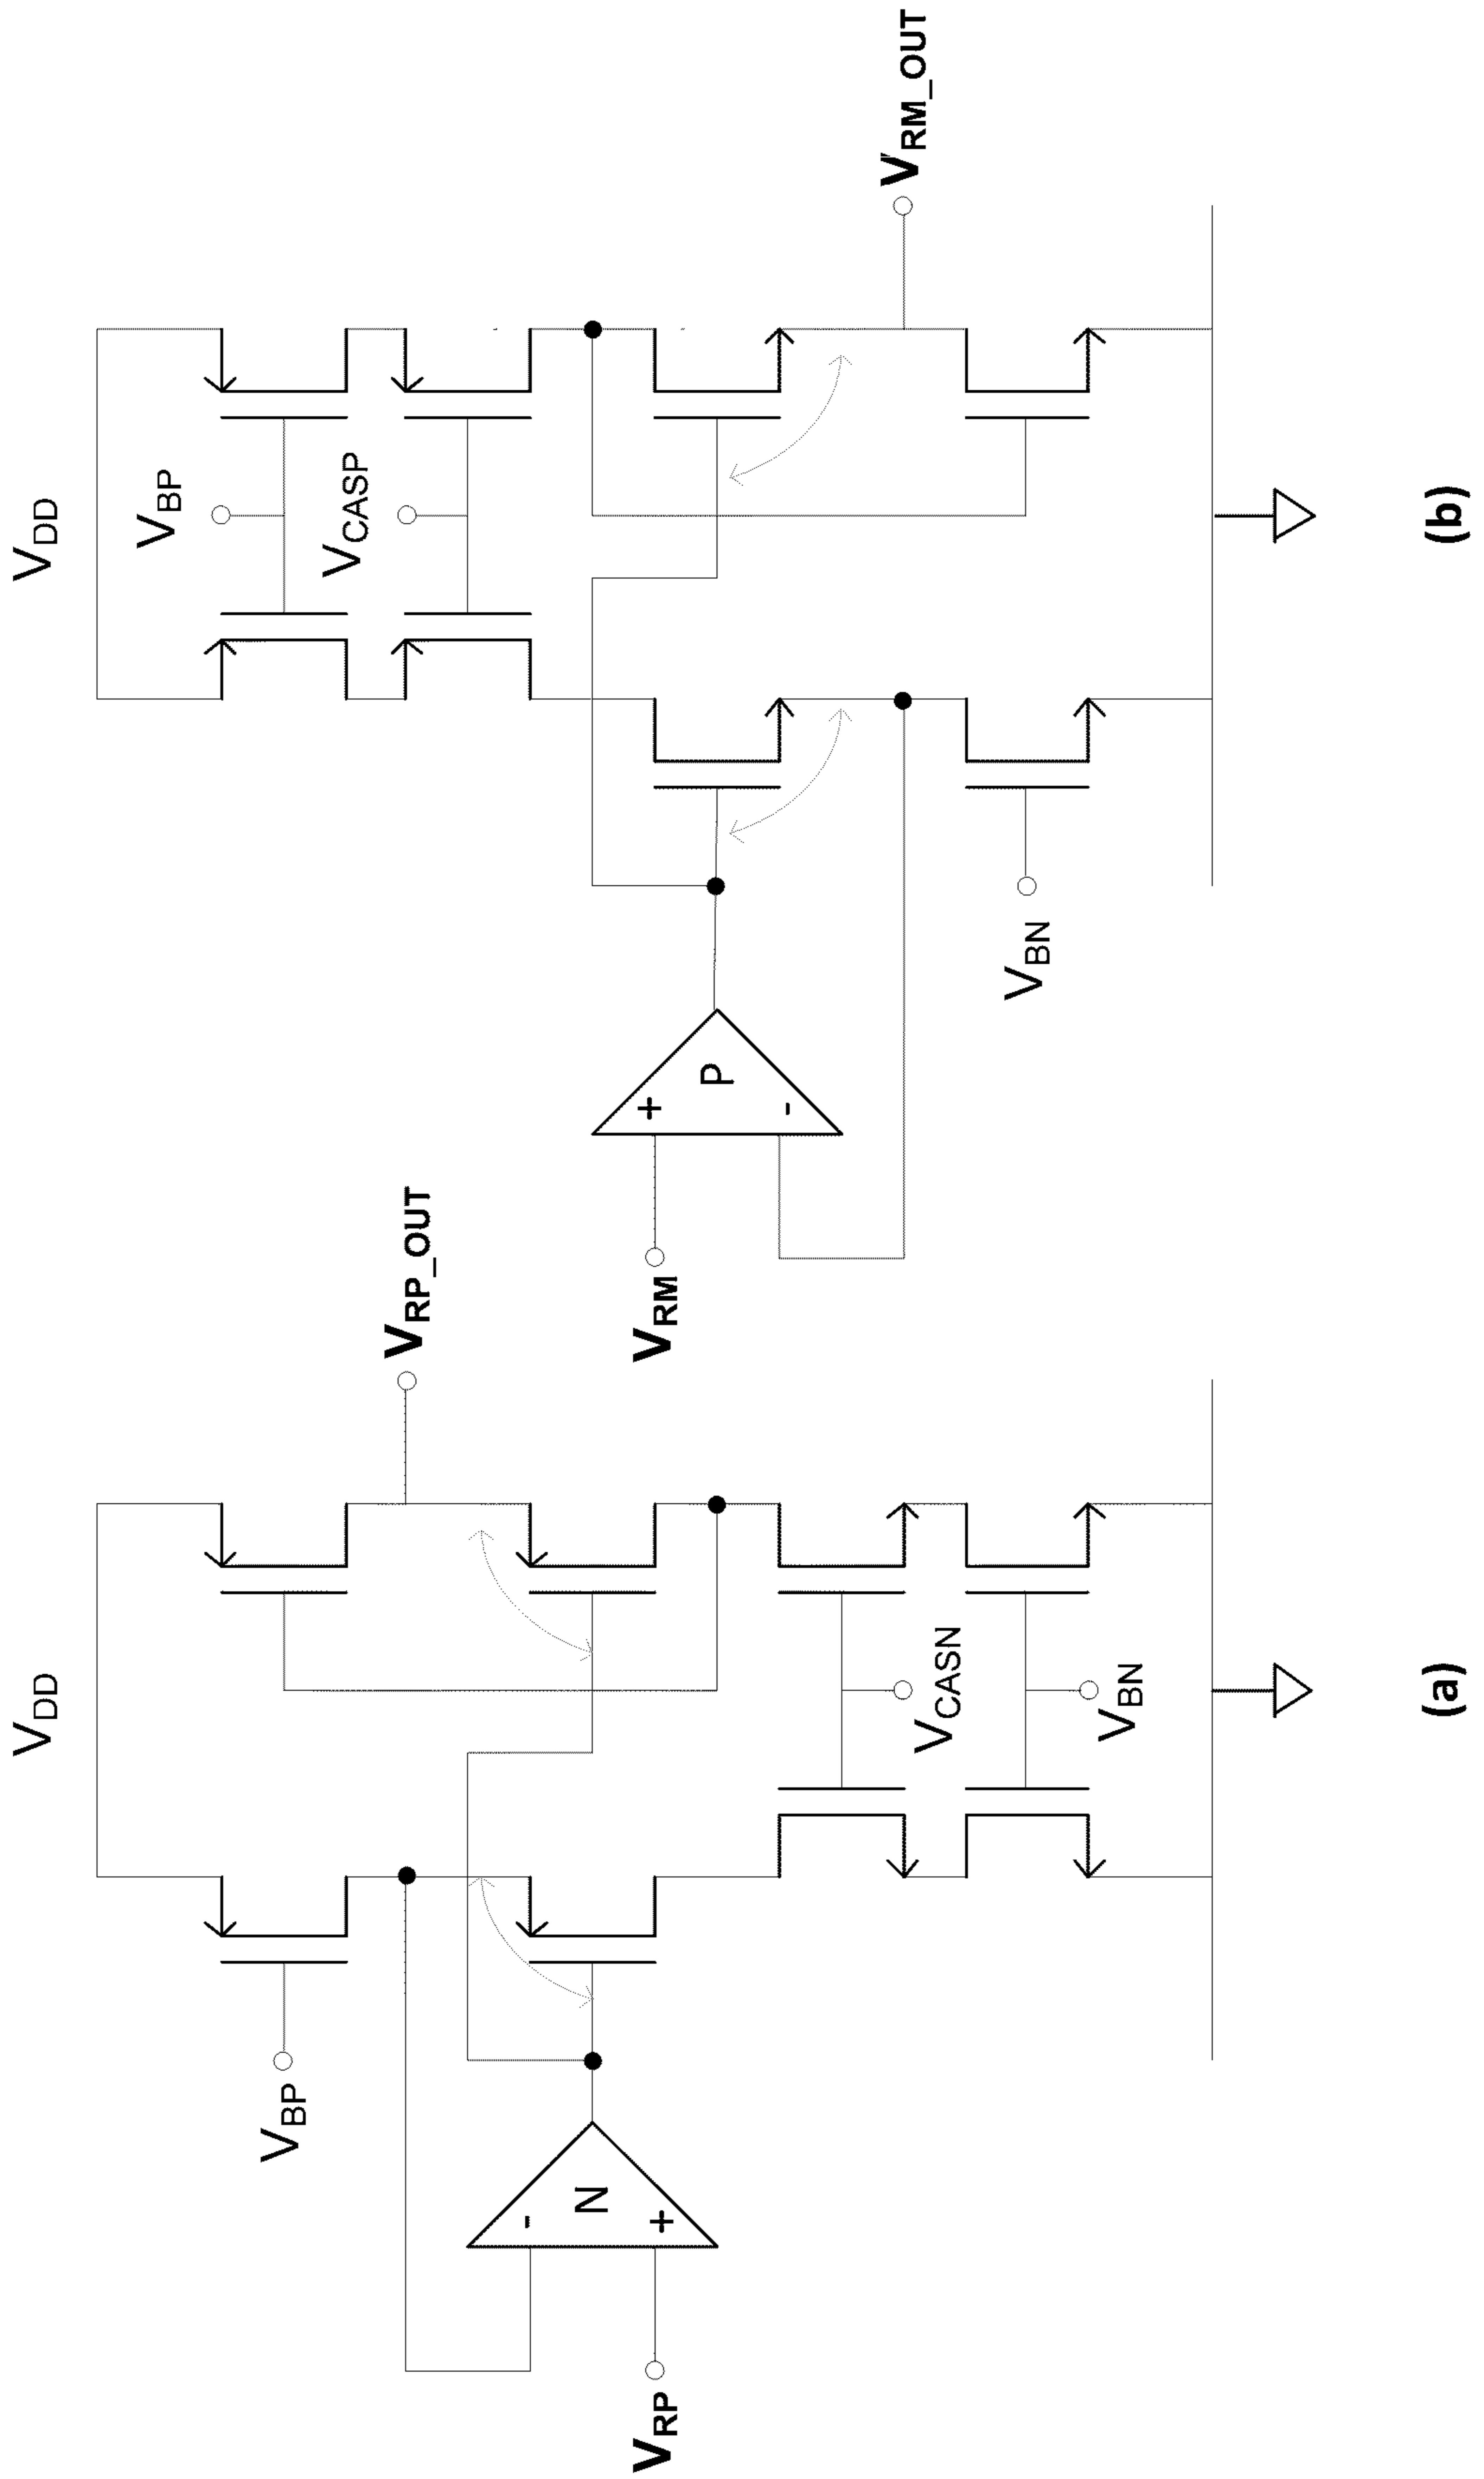 V_DD
V_BP
V_RP_OUT
-
N
+
V_RP
V_CASN
V_BN
(a)
V_DD
V_BP
V_CASP
V_RM_OUT
+
P
-
V_RM
V_BN
(b)